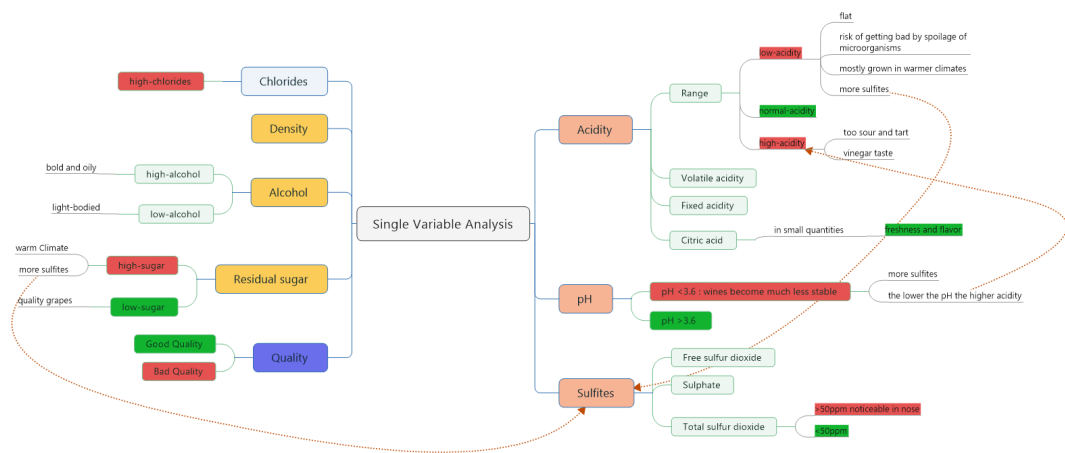 Single Variable Analysis
Chlorides
high-chlorides
Density
Alcohol
high-alcohol
bold and oily
low-alcohol
light-bodied
Residual sugar
high-sugar
warm Climate
more sulfites
low-sugar
quality grapes
Quality
Good Quality
Bad Quality
Acidity
Range
low-acidity
flat
risk of getting bad by spoilage of
microorganisms
mostly grown in warmer climates
more sulfites
normal-acidity
high-acidity
too sour and tart
vinegar taste
Volatile acidity
Fixed acidity
Citric acid
in small quantities
freshness and flavor
pH
pH <3.6 : wines become much less stable
more sulfites
the lower the pH the higher acidity
pH >3.6
Sulfites
Free sulfur dioxide
Sulphate
Total sulfur dioxide
>50ppm noticeable in nose
<50ppm